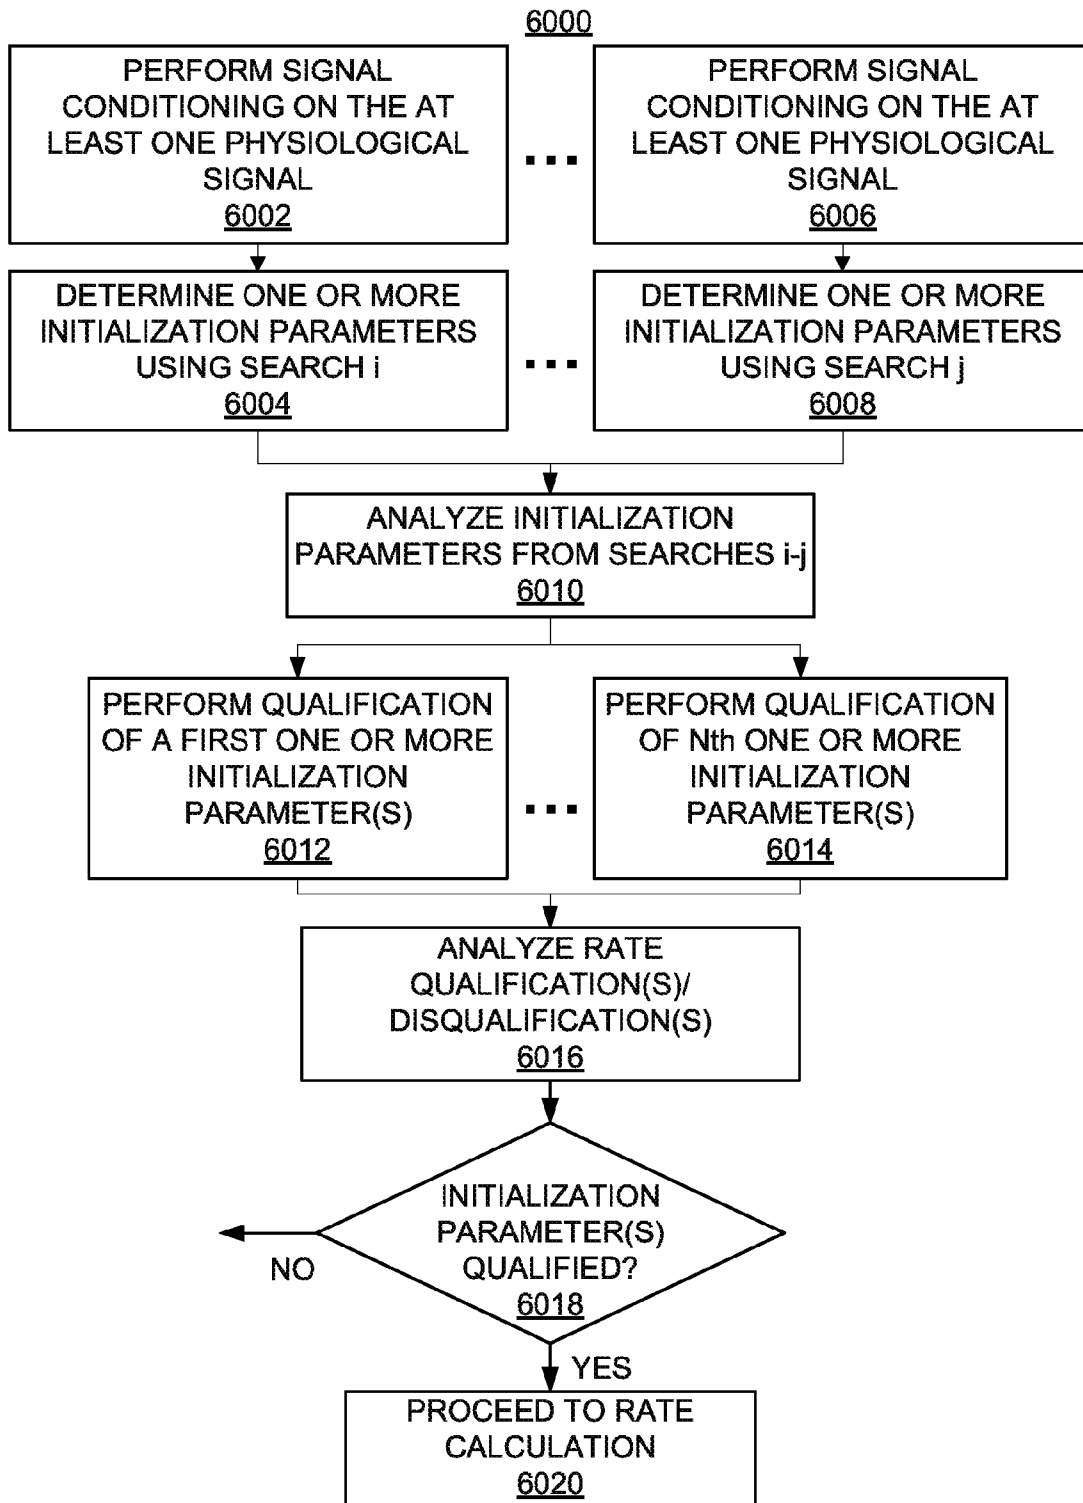 6000
PERFORM SIGNAL
CONDITIONING ON THE AT
LEAST ONE PHYSIOLOGICAL
SIGNAL
6002
...
PERFORM SIGNAL
CONDITIONING ON THE AT
LEAST ONE PHYSIOLOGICAL
SIGNAL
6006
DETERMINE ONE OR MORE
INITIALIZATION PARAMETERS
USING SEARCH i
6004
...
DETERMINE ONE OR MORE
INITIALIZATION PARAMETERS
USING SEARCH j
6008
ANALYZE INITIALIZATION
PARAMETERS FROM SEARCHES i-j
6010
PERFORM QUALIFICATION
OF A FIRST ONE OR MORE
INITIALIZATION
PARAMETER(S)
6012
...
PERFORM QUALIFICATION
OF Nth ONE OR MORE
INITIALIZATION
PARAMETER(S)
6014
ANALYZE RATE
QUALIFICATION(S)/
DISQUALIFICATION(S)
6016
INITIALIZATION
PARAMETER(S)
QUALIFIED?
6018
NO
YES
PROCEED TO RATE
CALCULATION
6020